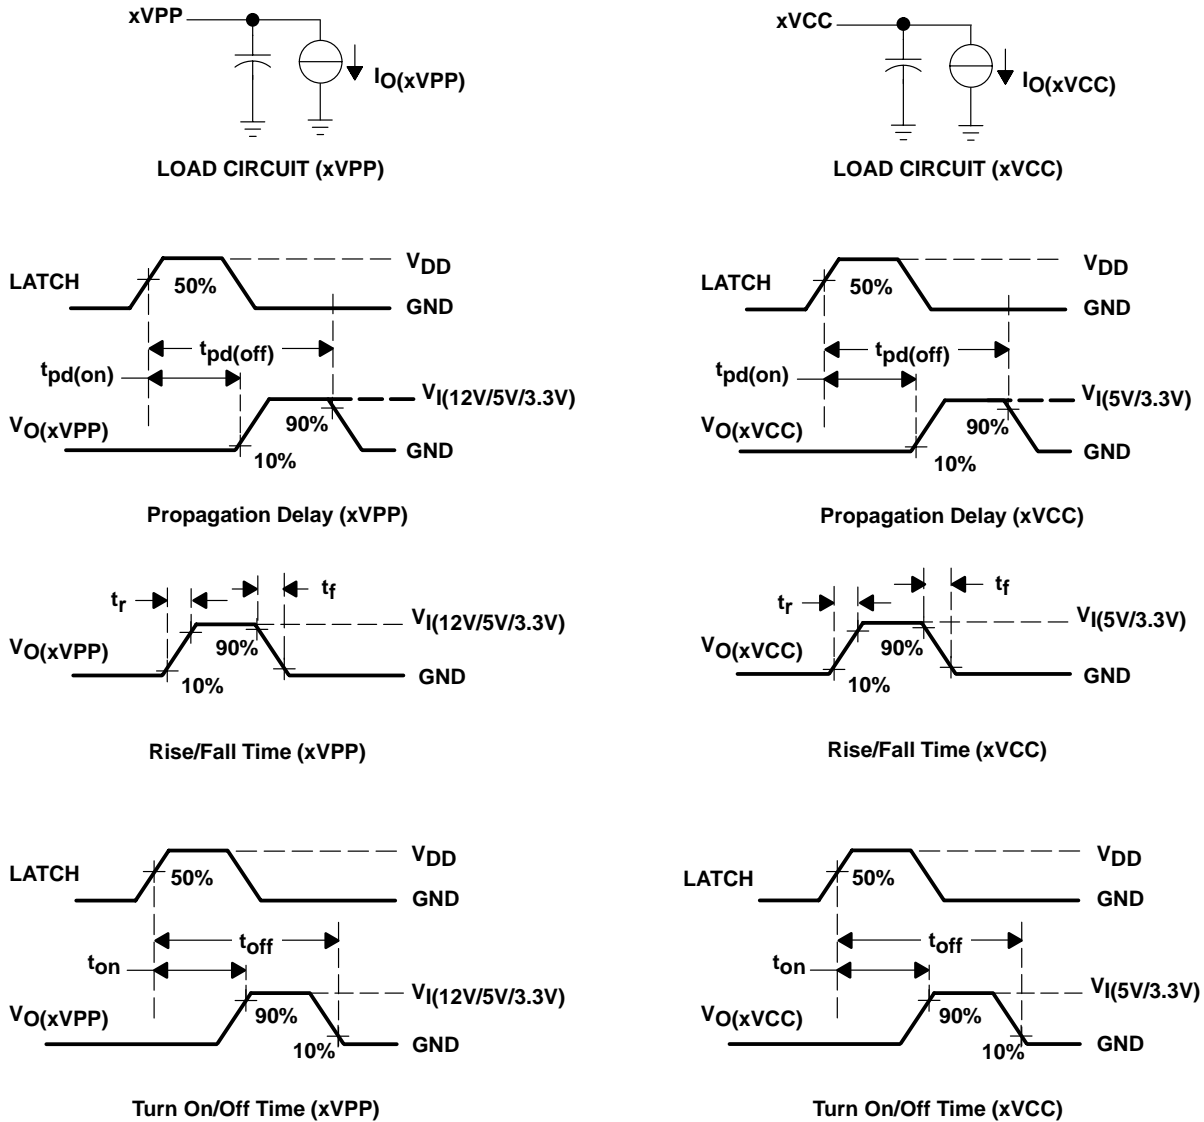 xVPP
IO(xVPP)
LOAD CIRCUIT (xVPP)
xVCC
IO(xVCC)
LOAD CIRCUIT (xVCC)
LATCH
50%
VDD
GND
tpd(off)
tpd(on)
VI(12V/5V/3.3V)
VO(xVPP)
90%
10%
GND
Propagation Delay (xVPP)
LATCH
50%
VDD
GND
tpd(off)
tpd(on)
VI(5V/3.3V)
VO(xVCC)
90%
10%
GND
Propagation Delay (xVCC)
tr
tf
VI(12V/5V/3.3V)
VO(xVPP)
90%
10%
GND
Rise/Fall Time (xVPP)
tr
tf
VI(5V/3.3V)
VO(xVCC)
90%
10%
GND
Rise/Fall Time (xVCC)
LATCH
50%
VDD
GND
toff
ton
VI(12V/5V/3.3V)
VO(xVPP)
90%
10%
GND
Turn On/Off Time (xVPP)
LATCH
50%
VDD
GND
toff
ton
VI(5V/3.3V)
VO(xVCC)
90%
10%
GND
Turn On/Off Time (xVCC)